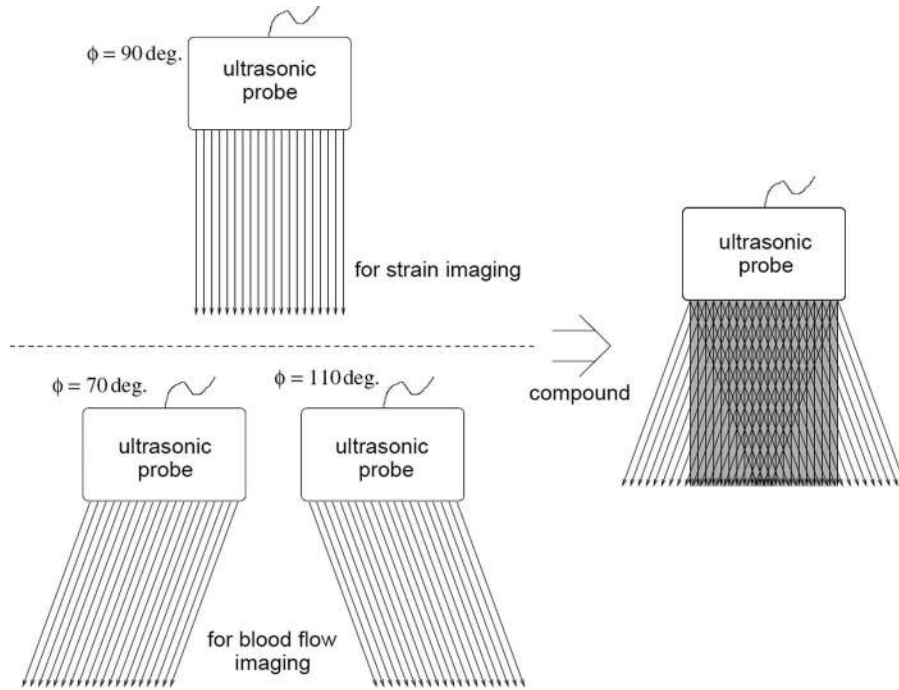 ϕ = 90 deg.
ultrasonic
probe
for strain imaging
ϕ = 70 deg.
ultrasonic
probe
ϕ = 110 deg.
ultrasonic
probe
for blood flow
imaging
compound
ultrasonic
probe